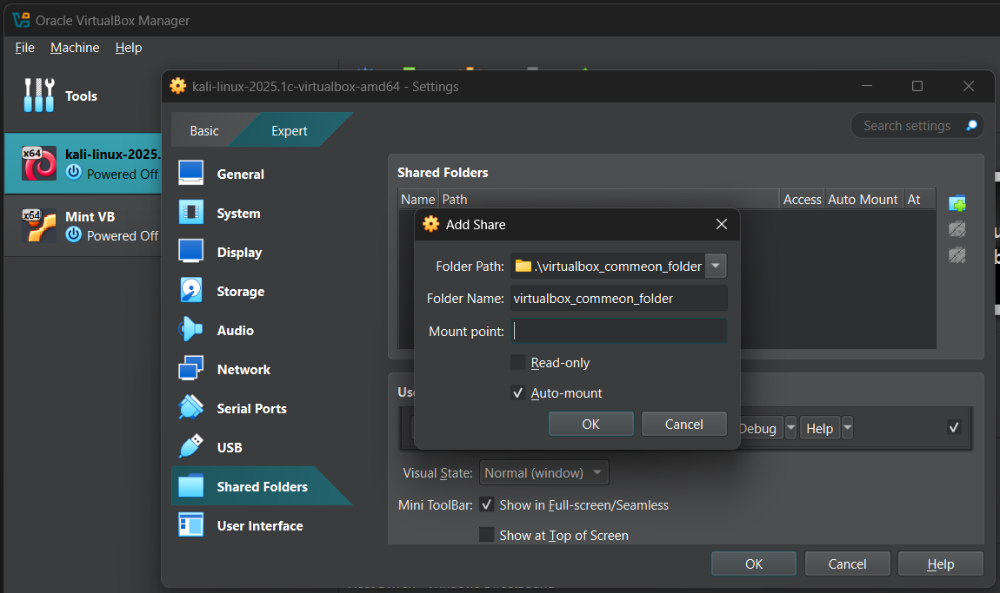 Oracle VirtualBox Manager
File Machine Help
Tools
x64 kali-linux-2025.
Powered Off
x64 Mint VB
Powered Off
kali-linux-2025.1c-virtualbox-amd64 - Settings
Basic Expert
Search settings
General
System
Display
Storage
Audio
Network
Serial Ports
USB
Shared Folders
User Interface
Shared Folders
Name Path Access Auto Mount At
Add Share
Folder Path: .\virtualbox_commeon_folder
Folder Name: virtualbox_commeon_folder
Mount point:
Read-only
Auto-mount
OK Cancel
Debug Help
Visual State: Normal (window)
Mini ToolBar: Show in Full-screen/Seamless
Show at Top of Screen
OK Cancel Help